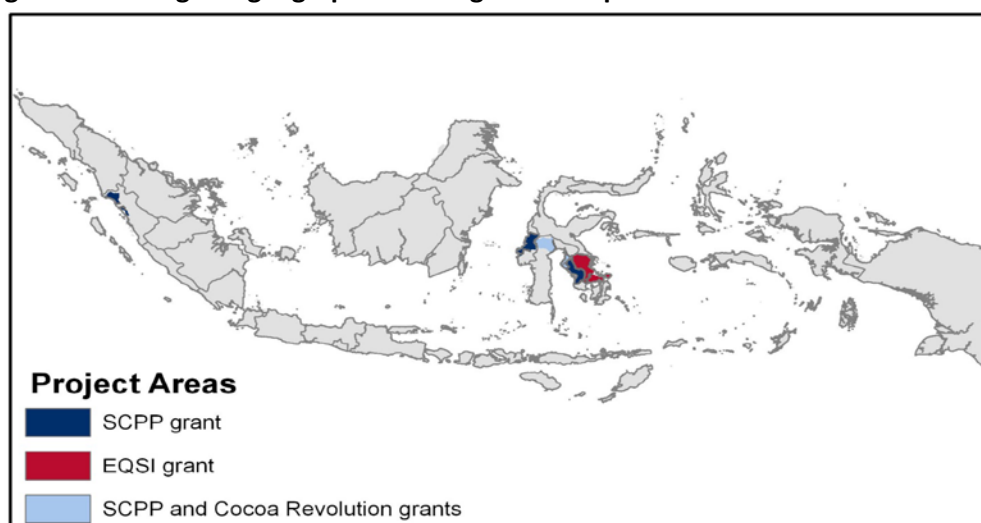 Project Areas
SCPP grant
EQSI grant
SCPP and Cocoa Revolution grants